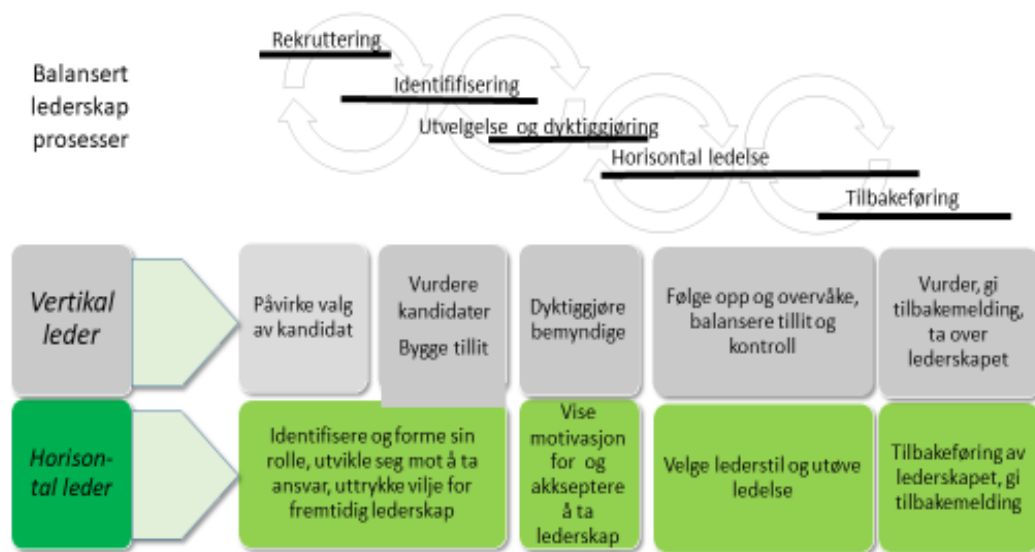 Balansert
lederskap
prosesser
Rekruttering
Identififisering
Utvelgelse og dyktiggjøring
Horisontal ledelse
Tilbakeføring
Vertikal
leder
Påvirke valg
av kandidat
Vurdere
kandidater
Bygge tillit
Dyktiggjøre
bemyndige
Følge opp og overvåke,
balansere tillit og
kontroll
Vurder, gi
tilbakemelding,
ta over
lederskapet
Horison-
tal leder
Identifisere og forme sin
rolle, utvikle seg mot å ta
ansvar, uttrykke vilje for
fremtidig lederskap
Vise
motivasjon
for og
akkseptere
å ta
lederskap
Velge lederstil og utøve
ledelse
Tilbakeføring av
lederskapet, gi
tilbakemelding